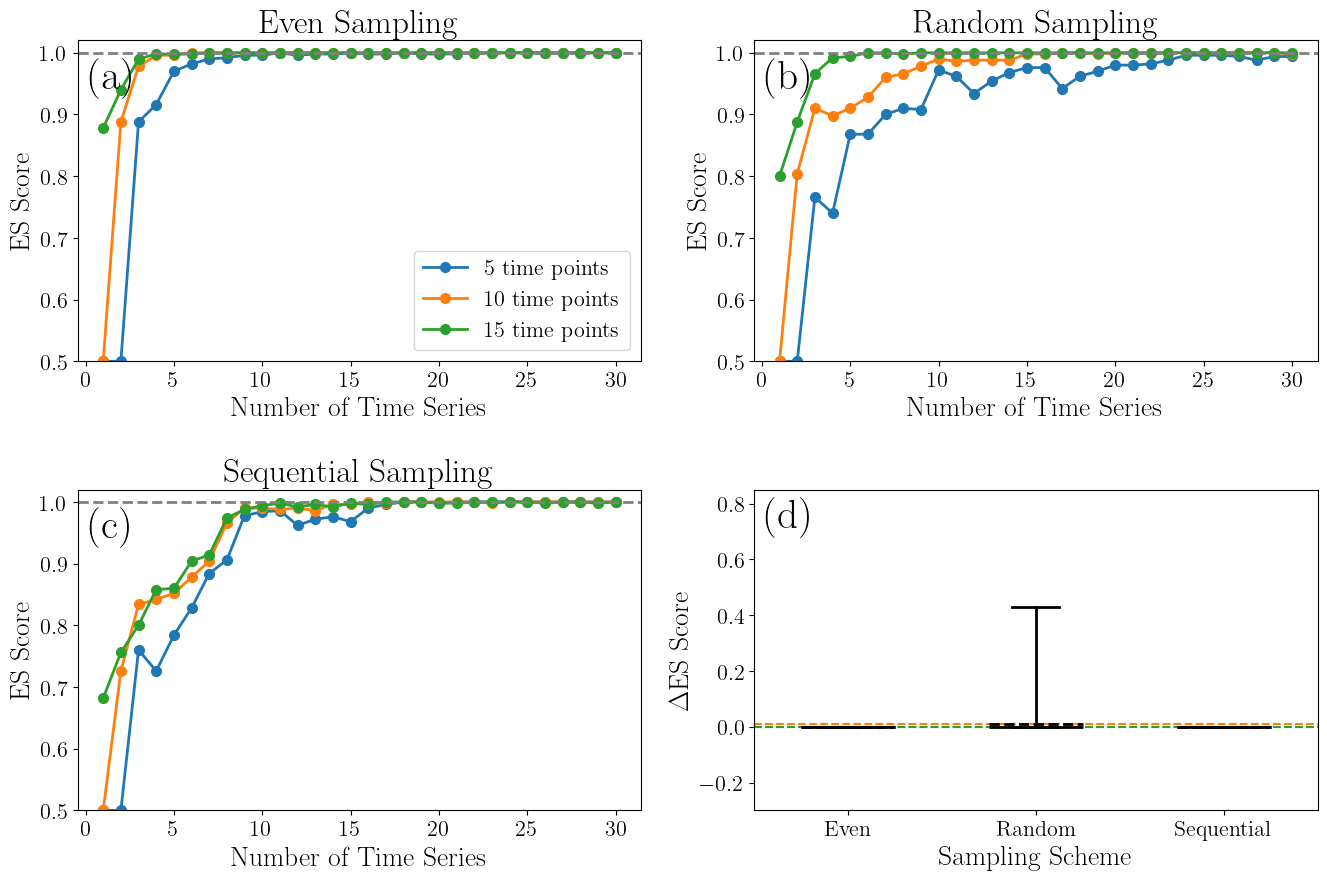 Even Sampling
(a)
ES Score
1.0
0.9
0.8
0.7
0.6
0.5
5 time points
10 time points
15 time points
0 5 10 15 20 25 30
Number of Time Series
Random Sampling
(b)
ES Score
1.0
0.9
0.8
0.7
0.6
0.5
0 5 10 15 20 25 30
Number of Time Series
Sequential Sampling
(c)
ES Score
1.0
0.9
0.8
0.7
0.6
0.5
0 5 10 15 20 25 30
Number of Time Series
(d)
ΔES Score
0.8
0.6
0.4
0.2
0.0
−0.2
Even Random Sequential
Sampling Scheme